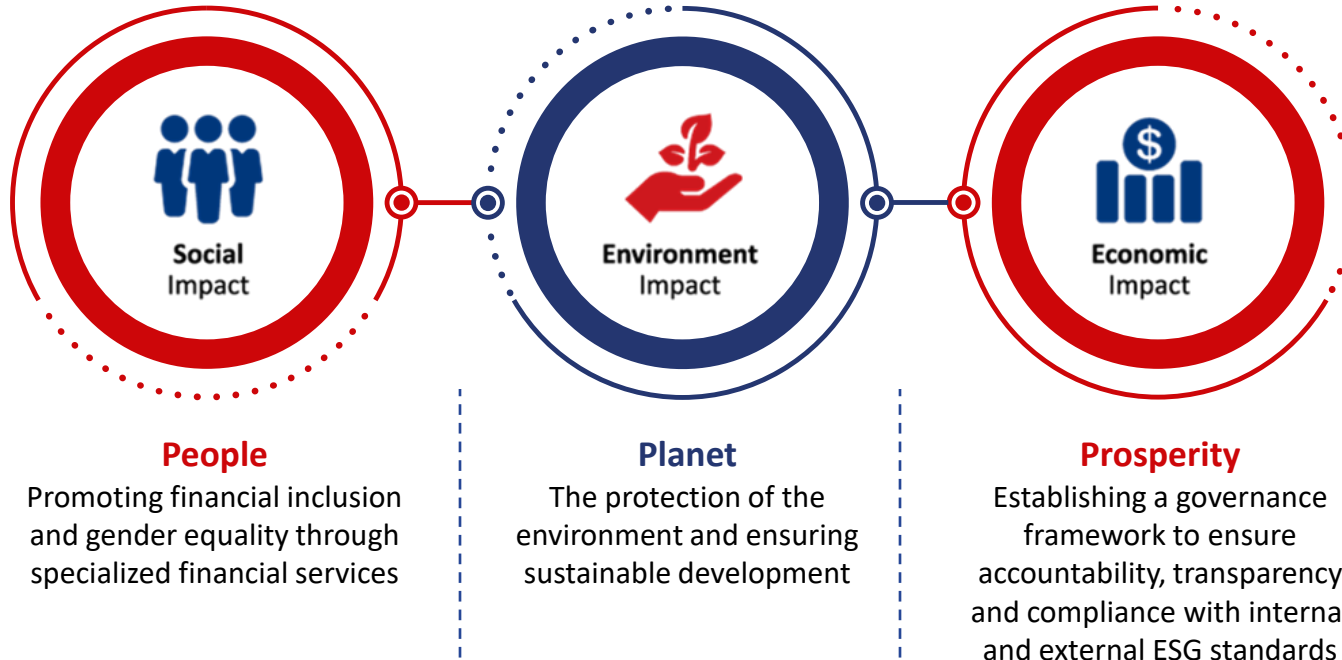 Social
Impact
Environment
Impact
$
Economic
Impact
People
Promoting financial inclusion
and gender equality through
specialized financial services
Planet
The protection of the
environment and ensuring
sustainable development
Prosperity
Establishing a governance
framework to ensure
accountability, transparency
and compliance with interna
and external ESG standards